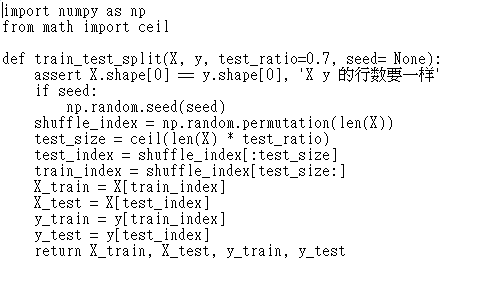 import numpy as np
from math import ceil
def train_test_split(X, y, test_ratio=0.7, seed= None):
    assert X.shape[0] == y.shape[0], 'X y 的行数要一样'
    if seed:
        np.random.seed(seed)
    shuffle_index = np.random.permutation(len(X))
    test_size = ceil(len(X) * test_ratio)
    test_index = shuffle_index[:test_size]
    train_index = shuffle_index[test_size:]
    X_train = X[train_index]
    X_test = X[test_index]
    y_train = y[train_index]
    y_test = y[test_index]
    return X_train, X_test, y_train, y_test